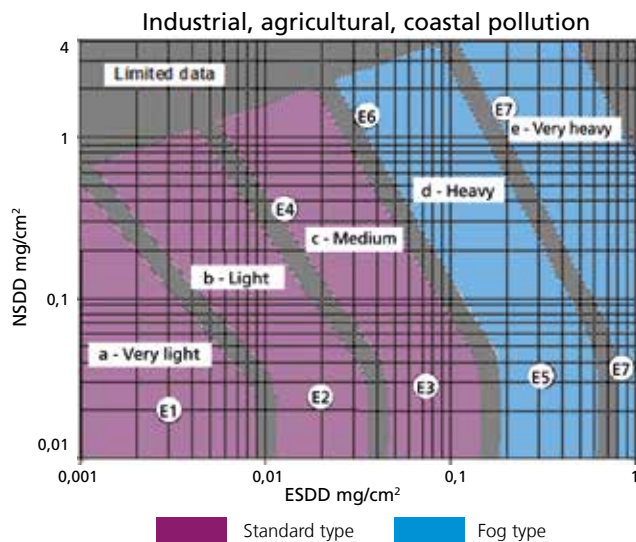 Industrial, agricultural, coastal pollution
4
Limited data
E6
E7
1
e - Very heavy
d - Heavy
E4
c - Medium
NSDD mg/cm²
b - Light
0,1
a - Very light
E1
E2
E3
E5
E7
0,01
0,001
0,01
0,1
1
ESDD mg/cm²
Standard type
Fog type